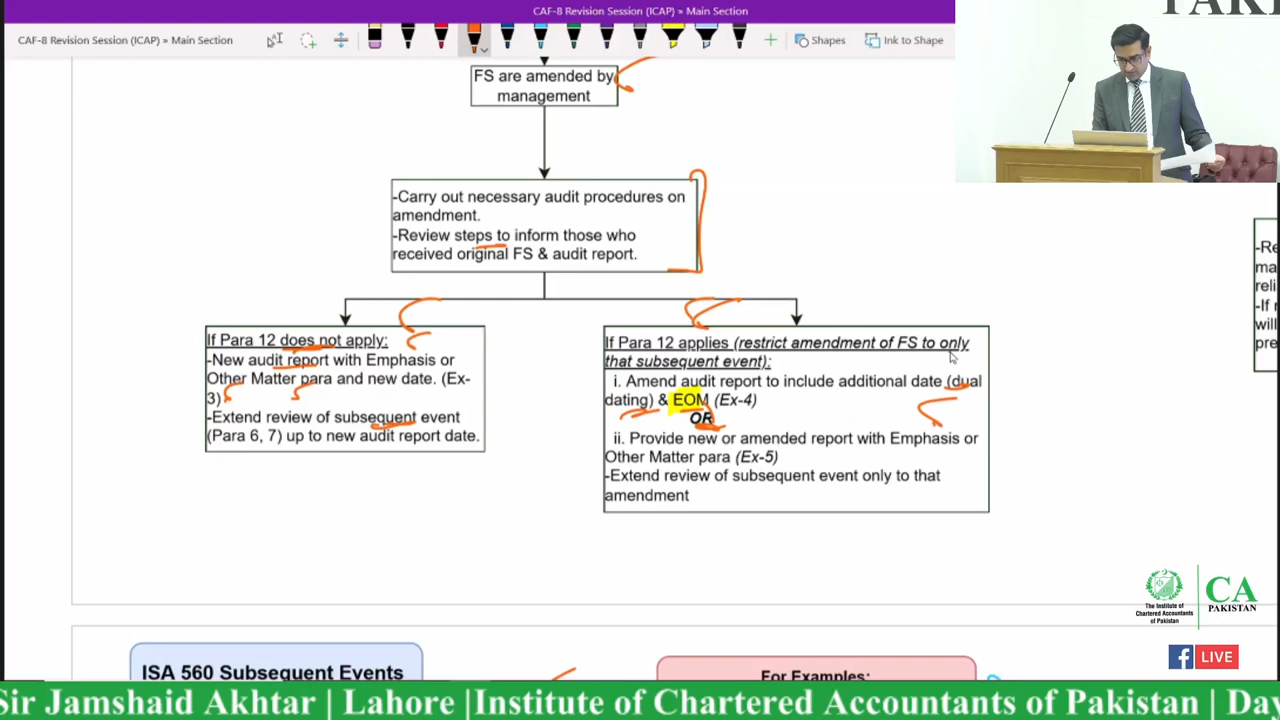 CAF-8 Revision Session (ICAP) » Main Section
CAF-8 Revision Session (ICAP) » Main Section
Shapes
Ink to Shape
FS are amended by
management
-Carry out necessary audit procedures on
amendment.
-Review steps to inform those who
received original FS & audit report.
If Para 12 does not apply:
-New audit report with Emphasis or
Other Matter para and new date. (Ex-
3)
-Extend review of subsequent event
(Para 6, 7) up to new audit report date.
If Para 12 applies (restrict amendment of FS to only
that subsequent event):
i. Amend audit report to include additional date (dual
dating) & EOM (Ex-4)
OR
ii. Provide new or amended report with Emphasis or
Other Matter para (Ex-5)
-Extend review of subsequent event only to that
amendment
-Re
ma
reli
-If
will
pre
The Institute of
Chartered Accountants
of Pakistan
CA
PAKISTAN
LIVE
ISA 560 Subsequent Events
For Examples:
Sir Jamshaid Akhtar | Lahore |Institute of Chartered Accountants of Pakistan | Da